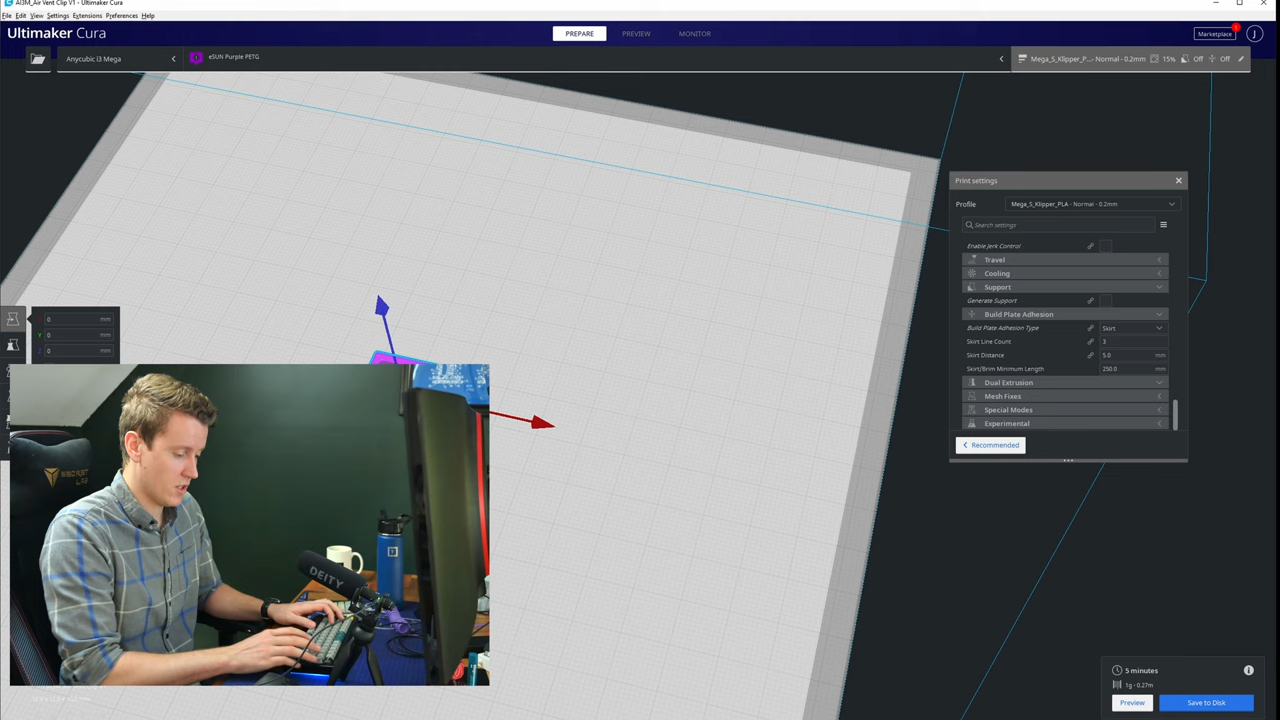 AI3M_Air Vent Clip V1 - Ultimaker Cura
File Edit View Settings Extensions Preferences Help
Ultimaker Cura
PREPARE
PREVIEW
MONITOR
Marketplace
J
Anycubic i3 Mega
eSUN Purple PETG
Mega_S_Klipper_P...- Normal - 0.2mm
15%
Off
Off
Print settings
Profile
Mega_S_Klipper_PLA - Normal - 0.2mm
Search settings
Enable Jerk Control
Travel
Cooling
Support
Generate Support
Build Plate Adhesion
Build Plate Adhesion Type
Skirt
Skirt Line Count
3
Skirt Distance
5.0 mm
Skirt/Brim Minimum Length
250.0 mm
Dual Extrusion
Mesh Fixes
Special Modes
Experimental
Recommended
0 mm
Y 0 mm
Z 0 mm
DEITY
5 minutes
1g - 0.27m
Preview
Save to Disk